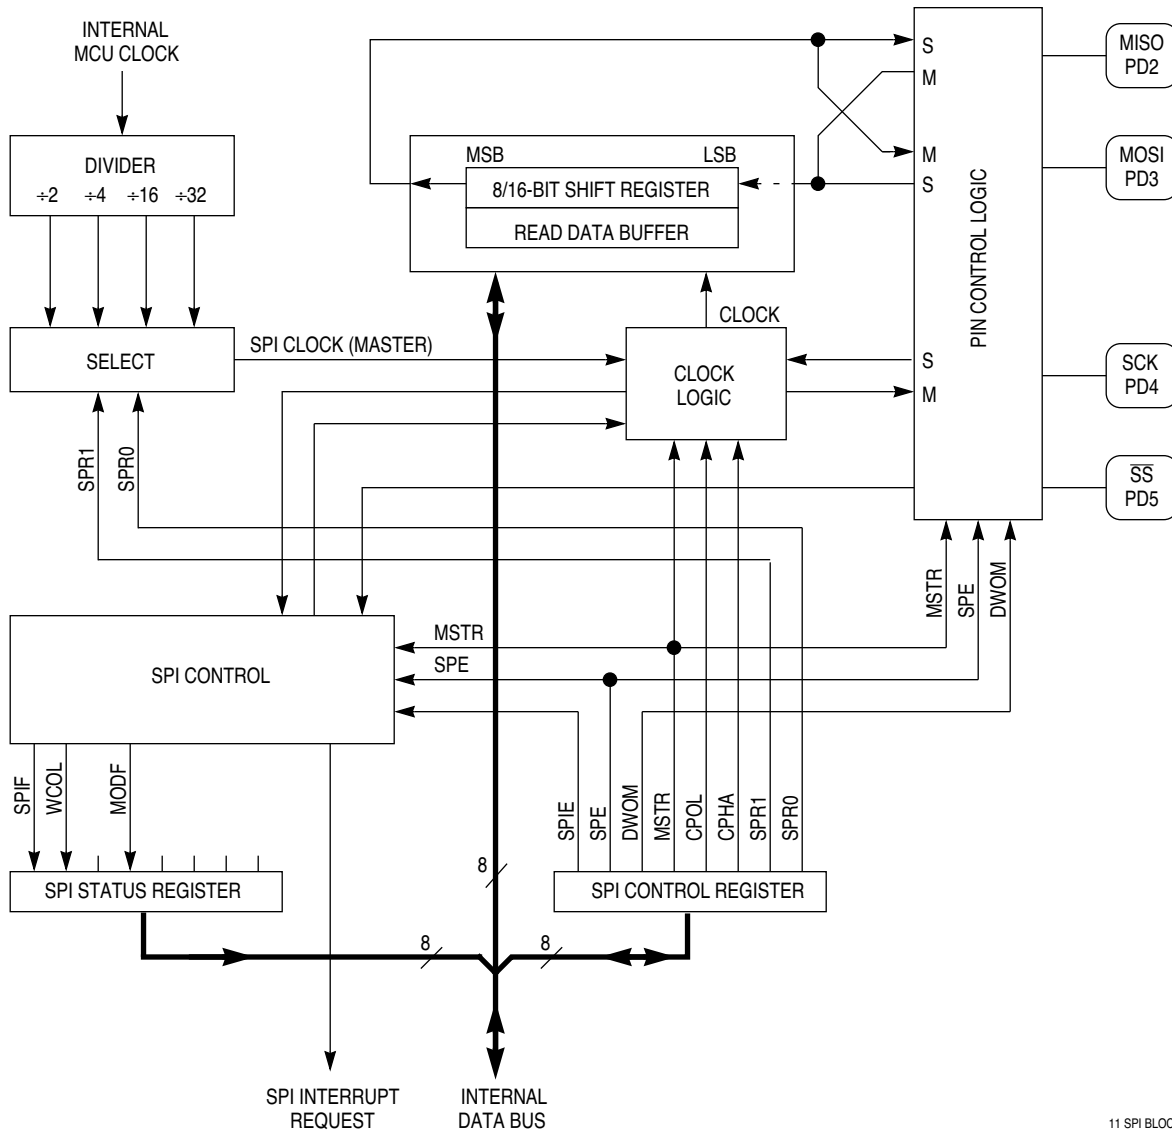 INTERNAL
MCU CLOCK
DIVIDER
÷2 ÷4 ÷16 ÷32
SELECT
SPI CLOCK (MASTER)
SPR1
SPR0
MSB LSB
8/16-BIT SHIFT REGISTER
READ DATA BUFFER
CLOCK
CLOCK
LOGIC
S
M
M
S
S
M
PIN CONTROL LOGIC
MISO
PD2
MOSI
PD3
SCK
PD4
SS
PD5
MSTR
SPE
DWOM
SPI CONTROL
MSTR
SPE
SPIF
WCOL
MODF
SPIE
SPE
DWOM
MSTR
CPOL
CPHA
SPR1
SPR0
SPI STATUS REGISTER
8
SPI CONTROL REGISTER
8
8
SPI INTERRUPT
REQUEST
INTERNAL
DATA BUS
11 SPI BLOC